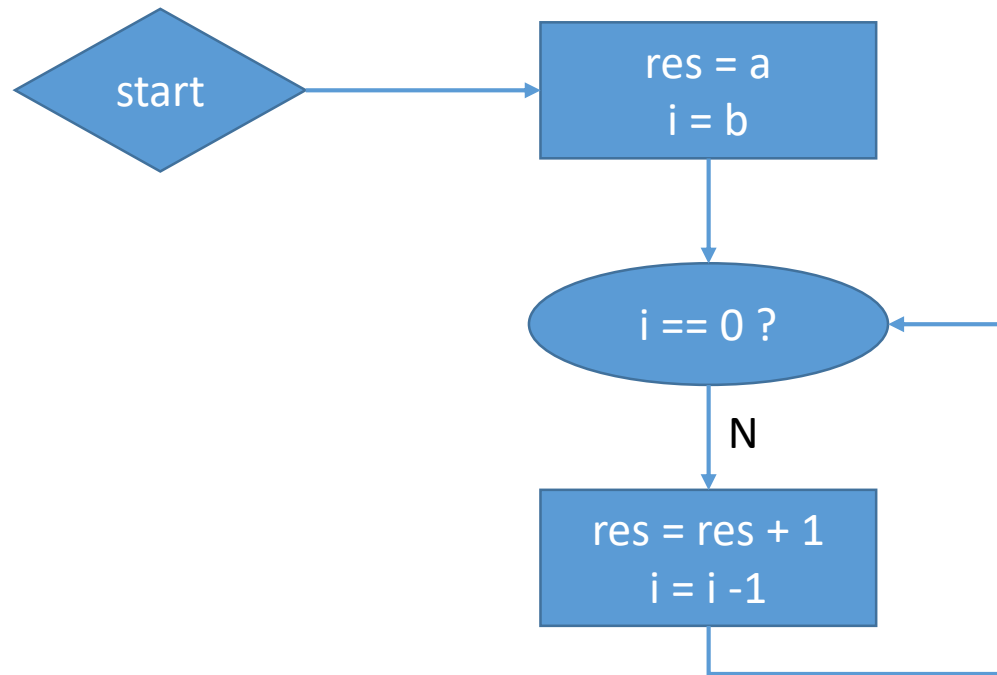 start
res = a
i = b
i == 0 ?
N
res = res + 1
i = i -1